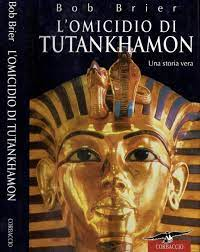 Bob Brier
L'OMICIDIO DI TUTANKHAMON
CORBACCIO
Bob Brier
L'OMICIDIO DI
TUTANKHAMON
Una storia vera
CORBACCIO